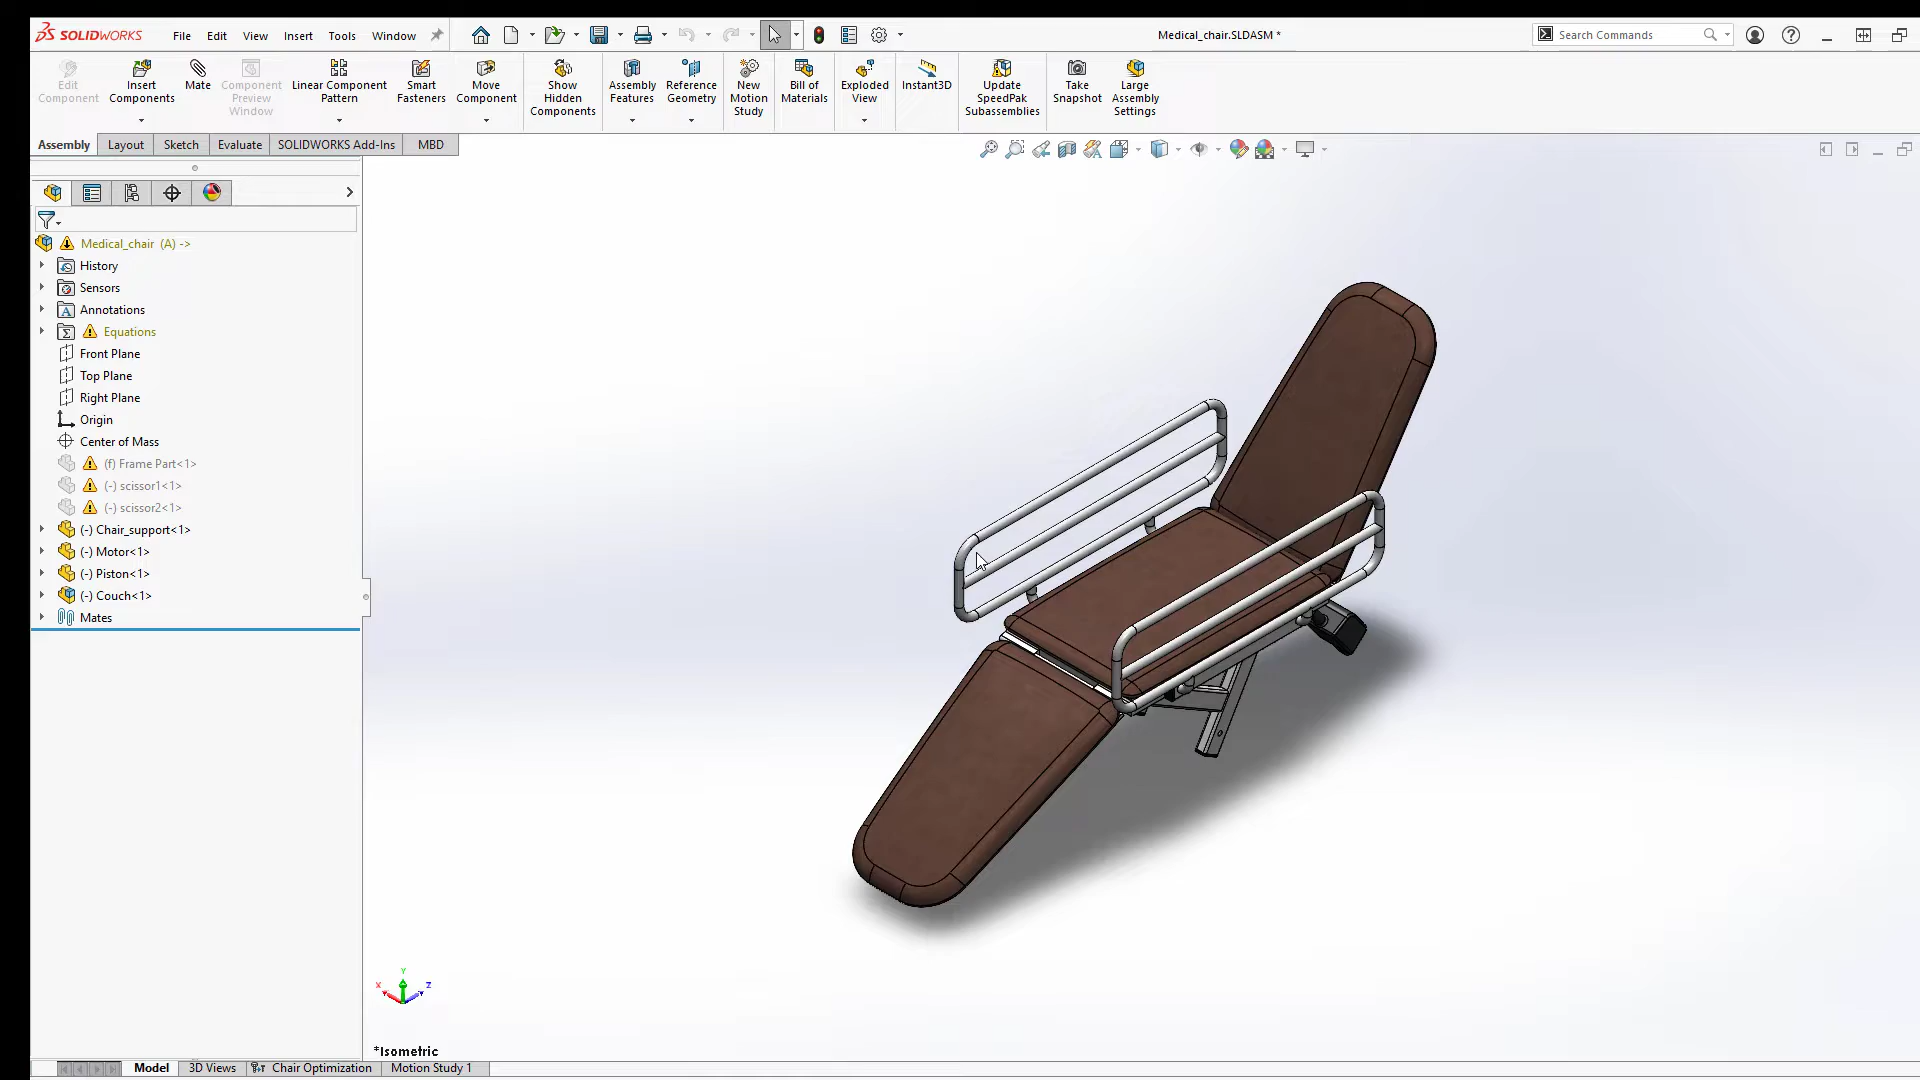 SOLIDWORKS File Edit View Insert Tools Window Medical_chair.SLDASM * Search Commands
Edit Component
Insert Components
Mate
Component Preview Window
Linear Component Pattern
Smart Fasteners
Move Component
Show Hidden Components
Assembly Features
Reference Geometry
New Motion Study
Bill of Materials
Exploded View
Instant3D
Update SpeedPak Subassemblies
Take Snapshot
Large Assembly Settings
Assembly Layout Sketch Evaluate SOLIDWORKS Add-Ins MBD
Medical_chair (A) ->
History
Sensors
Annotations
Equations
Front Plane
Top Plane
Right Plane
Origin
Center of Mass
(f) Frame Part<1>
(-) scissor1<1>
(-) scissor2<1>
(-) Chair_support<1>
(-) Motor<1>
(-) Piston<1>
(-) Couch<1>
Mates
Y
X Z
*Isometric
Model 3D Views Chair Optimization Motion Study 1